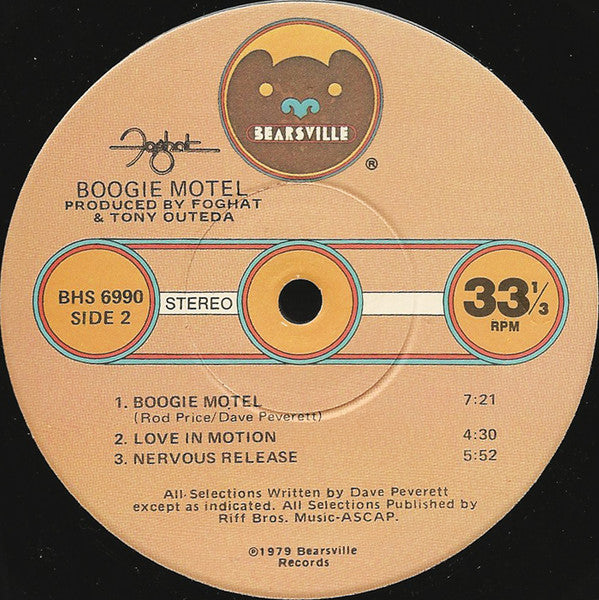 BEARSVILLE
®
Foghat
BOOGIE MOTEL
PRODUCED BY FOGHAT
& TONY OUTEDA
BHS 6990
SIDE 2
STEREO
33 1/3
RPM
1. BOOGIE MOTEL 7:21
(Rod Price/Dave Peverett)
2. LOVE IN MOTION 4:30
3. NERVOUS RELEASE 5:52
All Selections Written by Dave Peverett
except as indicated. All Selections Published by
Riff Bros. Music-ASCAP.
℗1979 Bearsville
Records